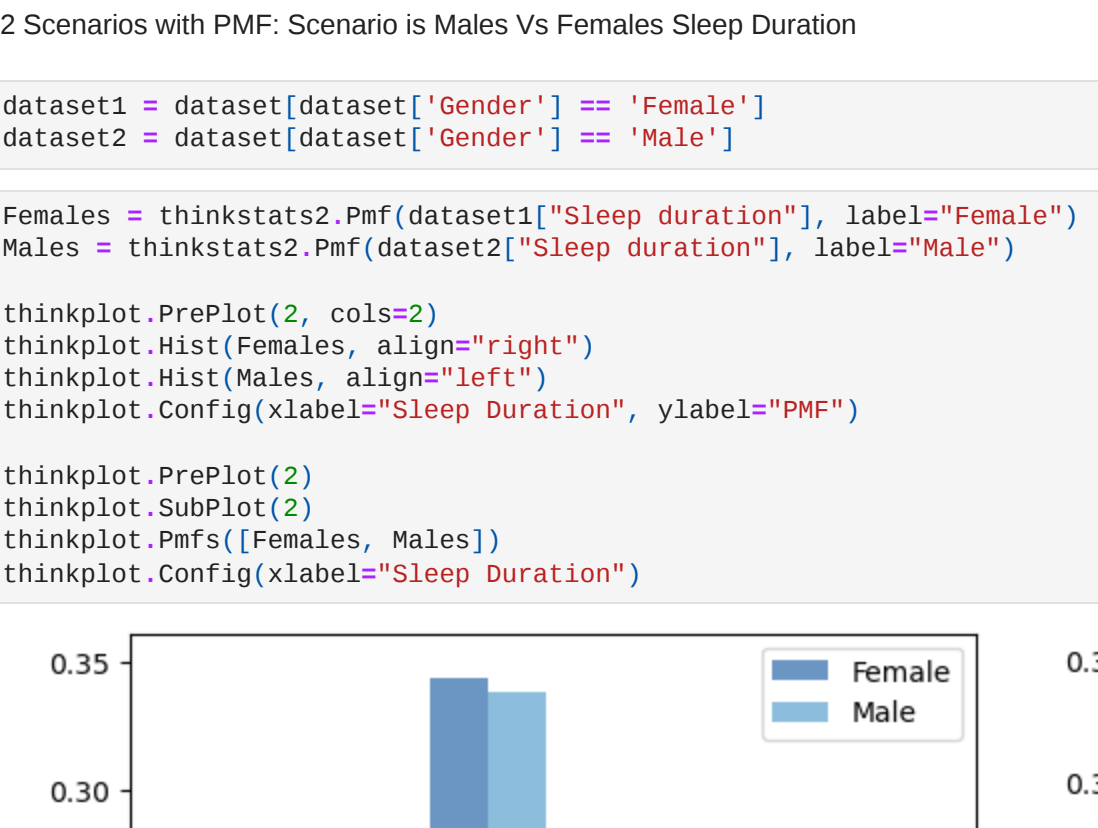 2 Scenarios with PMF: Scenario is Males Vs Females Sleep Duration
dataset1 = dataset[dataset['Gender'] == 'Female']
dataset2 = dataset[dataset['Gender'] == 'Male']
Females = thinkstats2.Pmf(dataset1["Sleep duration"], label="Female")
Males = thinkstats2.Pmf(dataset2["Sleep duration"], label="Male")
thinkplot.PrePlot(2, cols=2)
thinkplot.Hist(Females, align="right")
thinkplot.Hist(Males, align="left")
thinkplot.Config(xlabel="Sleep Duration", ylabel="PMF")
thinkplot.PrePlot(2)
thinkplot.SubPlot(2)
thinkplot.Pmfs([Females, Males])
thinkplot.Config(xlabel="Sleep Duration")
0.35
Female
Male
0.30